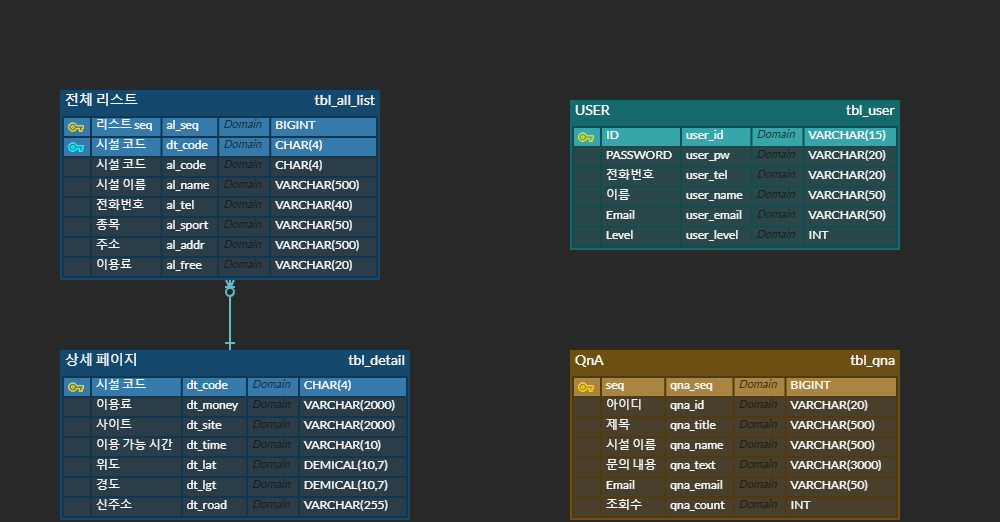 전체 리스트 tbl_all_list
리스트 seq al_seq Domain BIGINT
시설 코드 dt_code Domain CHAR(4)
시설 코드 al_code Domain CHAR(4)
시설 이름 al_name Domain VARCHAR(500)
전화번호 al_tel Domain VARCHAR(40)
종목 al_sport Domain VARCHAR(50)
주소 al_addr Domain VARCHAR(500)
이용료 al_free Domain VARCHAR(20)
USER tbl_user
ID user_id Domain VARCHAR(15)
PASSWORD user_pw Domain VARCHAR(20)
전화번호 user_tel Domain VARCHAR(20)
이름 user_name Domain VARCHAR(50)
Email user_email Domain VARCHAR(50)
Level user_level Domain INT
상세 페이지 tbl_detail
시설 코드 dt_code Domain CHAR(4)
이용료 dt_money Domain VARCHAR(2000)
사이트 dt_site Domain VARCHAR(2000)
이용 가능 시간 dt_time Domain VARCHAR(10)
위도 dt_lat Domain DEMICAL(10,7)
경도 dt_lgt Domain DEMICAL(10,7)
신주소 dt_road Domain VARCHAR(255)
QnA tbl_qna
seq qna_seq Domain BIGINT
아이디 qna_id Domain VARCHAR(20)
제목 qna_title Domain VARCHAR(500)
시설 이름 qna_name Domain VARCHAR(500)
문의 내용 qna_text Domain VARCHAR(3000)
Email qna_email Domain VARCHAR(50)
조회수 qna_count Domain INT